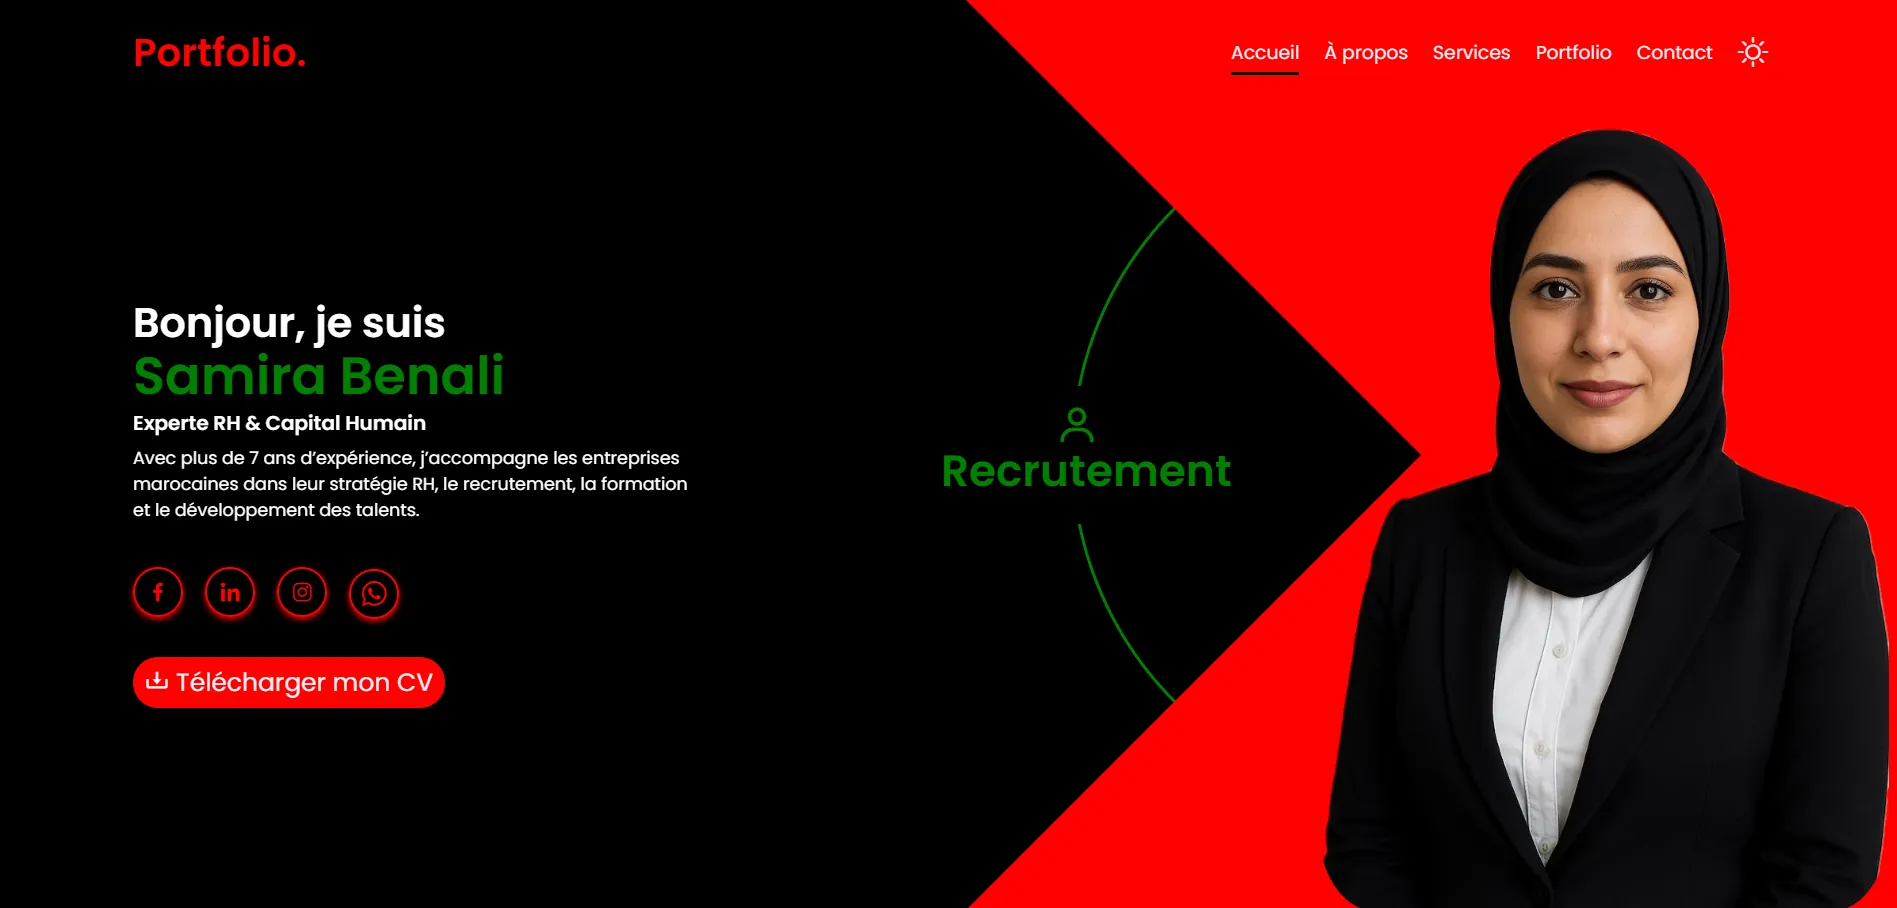 Portfolio.
Accueil À propos Services Portfolio Contact
Bonjour, je suis
Samira Benali
Experte RH & Capital Humain
Avec plus de 7 ans d’expérience, j’accompagne les entreprises
marocaines dans leur stratégie RH, le recrutement, la formation
et le développement des talents.
Télécharger mon CV
Recrutement